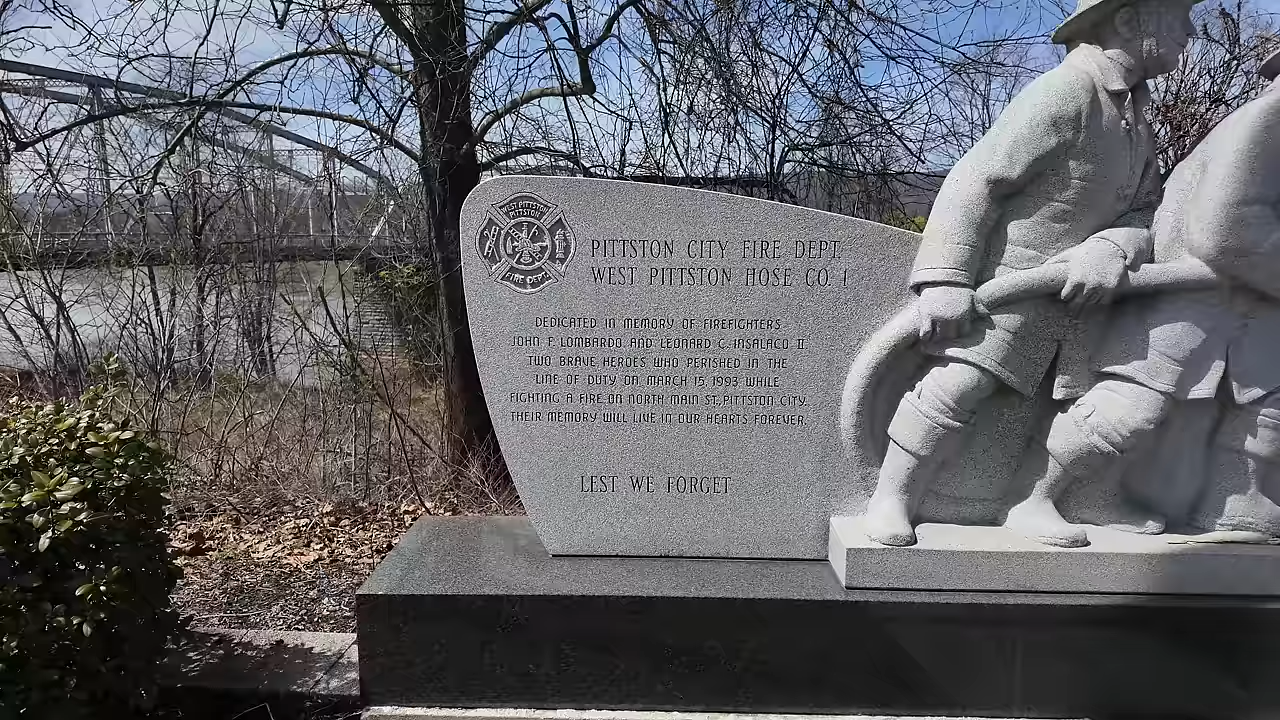 WEST PITTSTON
PITTSTON
FIRE DEPT.
PITTSTON CITY FIRE DEPT.
WEST PITTSTON HOSE CO. 1
DEDICATED IN MEMORY OF FIREFIGHTERS
JOHN P. LOMBARDO AND LEONARD C. INSALACO II.
TWO BRAVE HEROES WHO PERISHED IN THE
LINE OF DUTY ON MARCH 15, 1993 WHILE
FIGHTING A FIRE ON NORTH MAIN ST. PITTSTON CITY.
THEIR MEMORY WILL LIVE IN OUR HEARTS FOREVER.
LEST WE FORGET